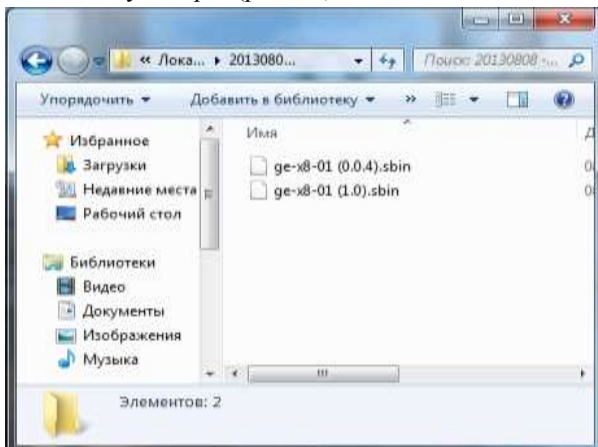 « Лока... ▸ 2013080...
Поиск: 20130808 -...
Упорядочить
Добавить в библиотеку
»
Избранное
Загрузки
Недавние места
Рабочий стол
Библиотеки
Видео
Документы
Изображения
Музыка
Имя
ge-x8-01 (0.0.4).sbin
ge-x8-01 (1.0).sbin
Элементов: 2